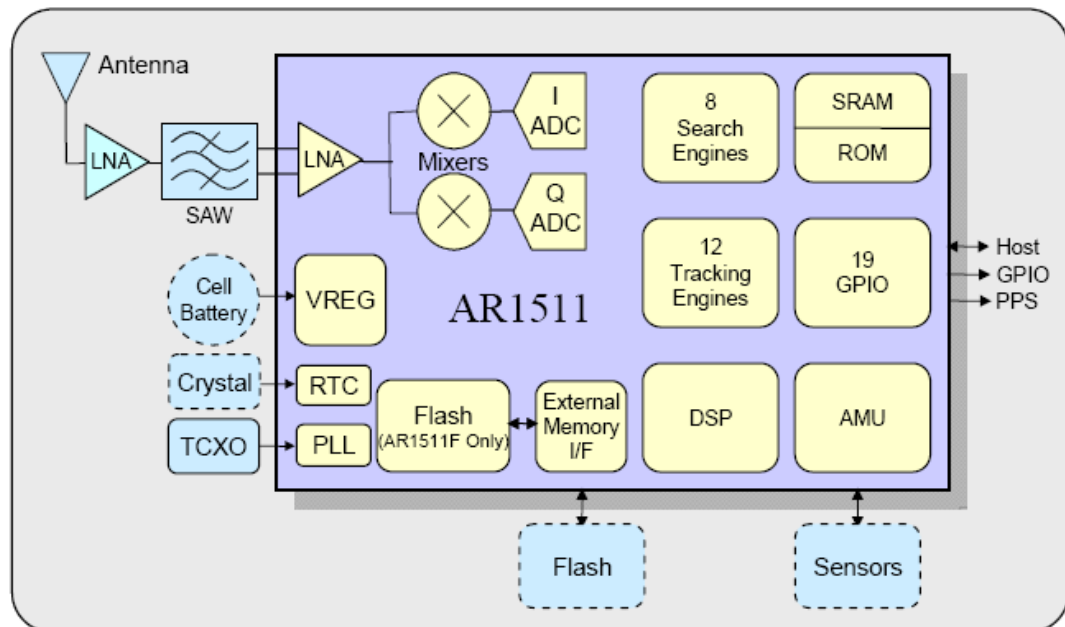 Antenna
LNA
SAW
LNA
Mixers
I
ADC
Q
ADC
8
Search
Engines
SRAM
ROM
12
Tracking
Engines
19
GPIO
Host
GPIO
PPS
Cell
Battery
VREG
AR1511
Crystal
RTC
TCXO
PLL
Flash
(AR1511F Only)
External
Memory
I/F
DSP
AMU
Flash
Sensors